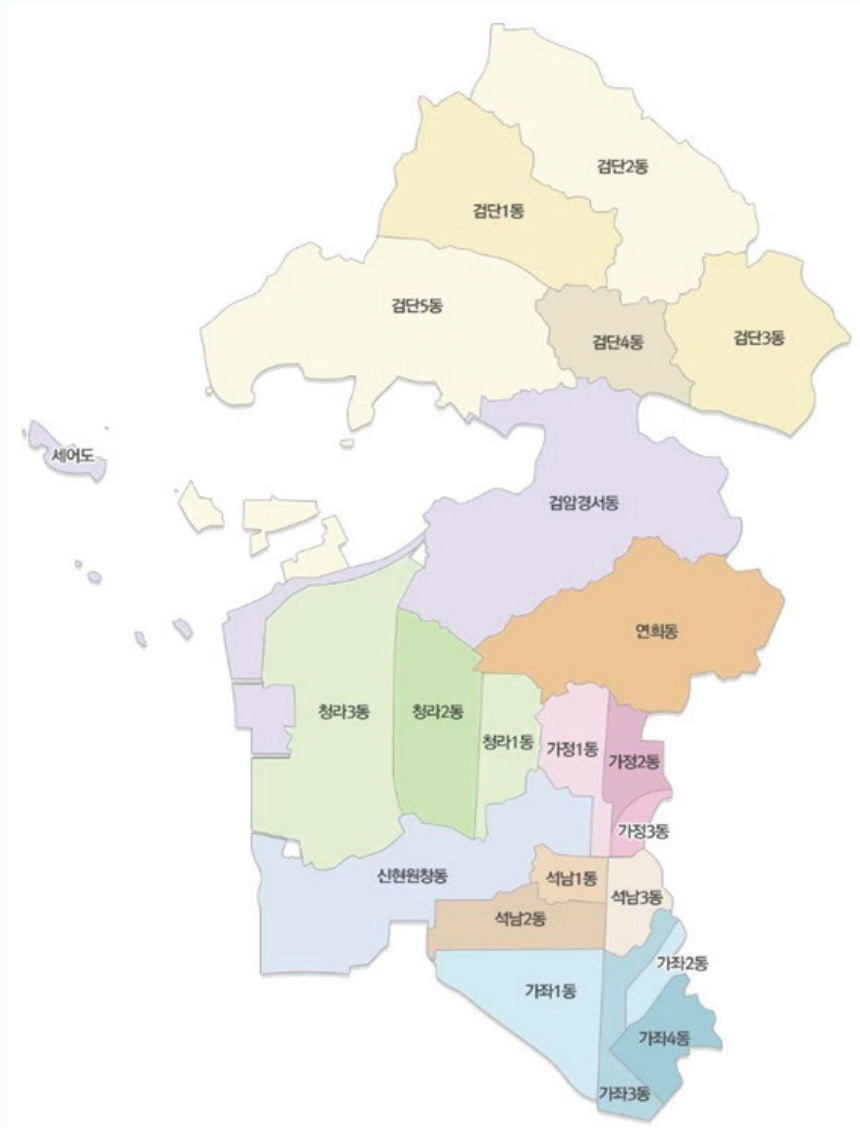 검단2동
검단1동
검단5동
검단4동
검단3동
세어도
검암경서동
연희동
청라3동
청라2동
청라1동
가정1동
가정2동
가정3동
신현원창동
석남1동
석남3동
석남2동
가좌2동
가좌1동
가좌4동
가좌3동